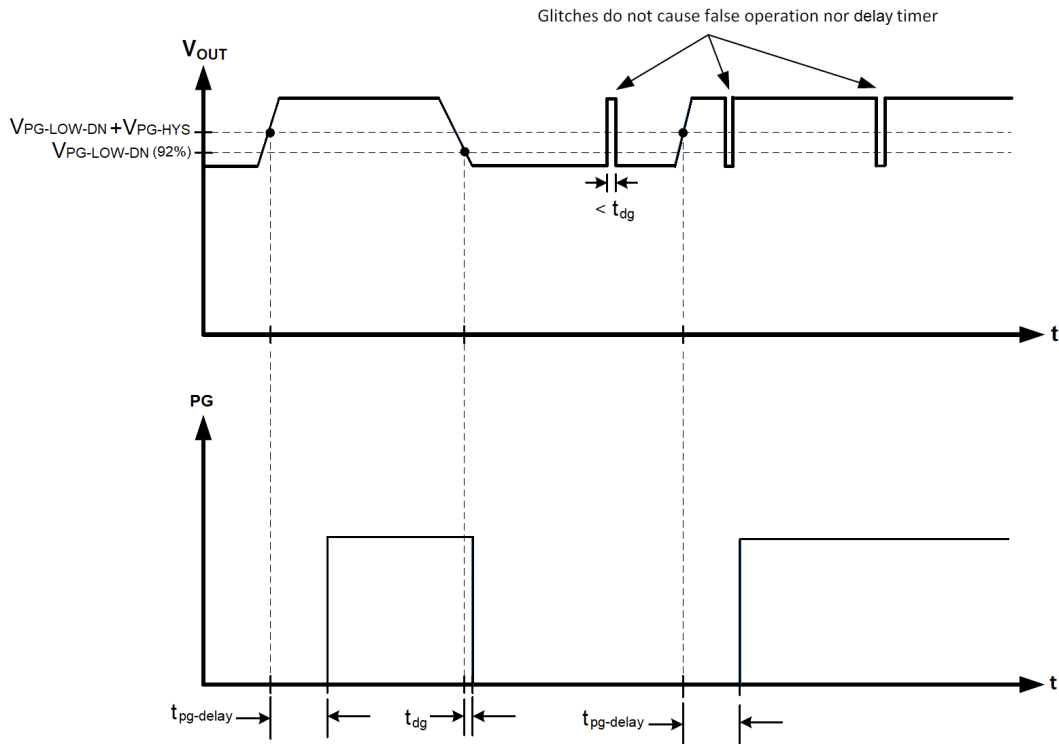 Glitches do not cause false operation nor delay timer
VOUT
VPG-LOW-DN + VPG-HYS
VPG-LOW-DN (92%)
< tdg
t
PG
t
tpg-delay
tdg
tpg-delay